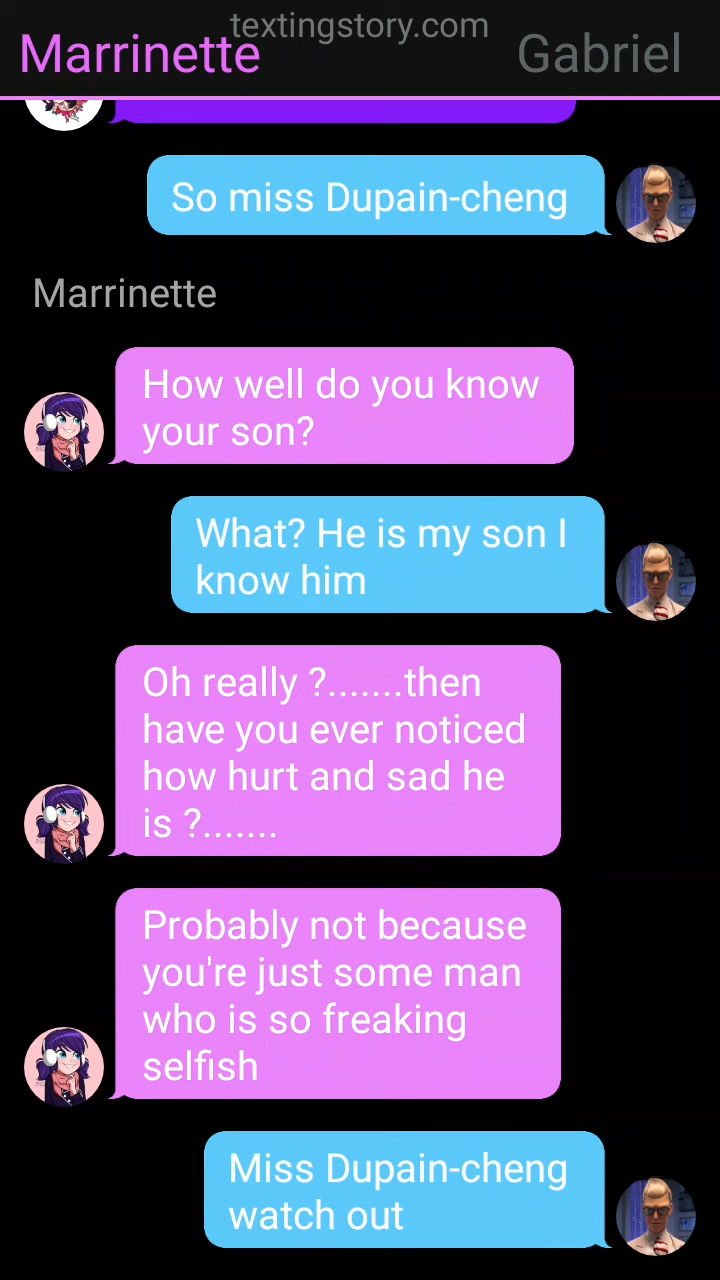 textingstory.com
Marrinette
Gabriel
So miss Dupain-cheng
Marrinette
How well do you know
your son?
What? He is my son I
know him
Oh really ?.......then
have you ever noticed
how hurt and sad he
is ?.......
Probably not because
you're just some man
who is so freaking
selfish
Miss Dupain-cheng
watch out